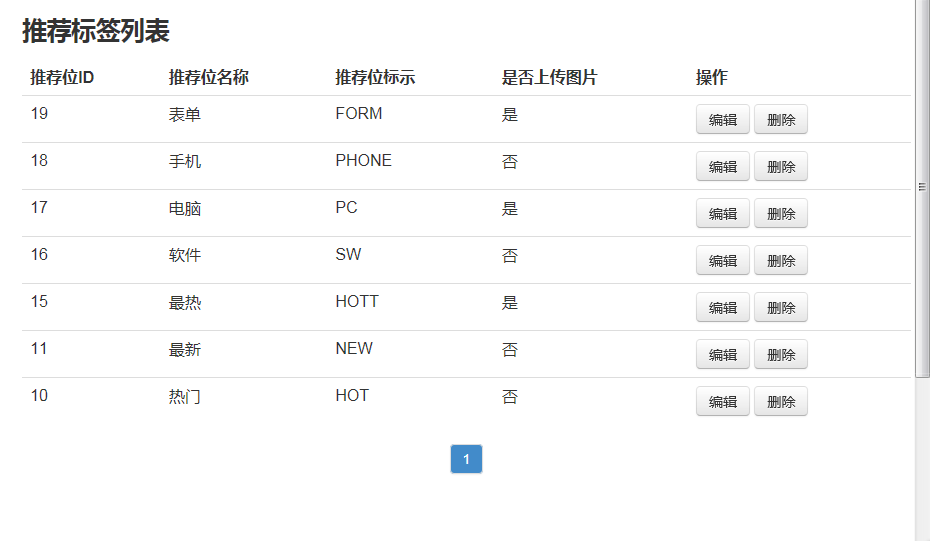 推荐标签列表
推荐位ID 推荐位名称 推荐位标示 是否上传图片 操作
19 表单 FORM 是 编辑 删除
18 手机 PHONE 否 编辑 删除
17 电脑 PC 是 编辑 删除
16 软件 SW 否 编辑 删除
15 最热 HOTT 是 编辑 删除
11 最新 NEW 否 编辑 删除
10 热门 HOT 否 编辑 删除
1